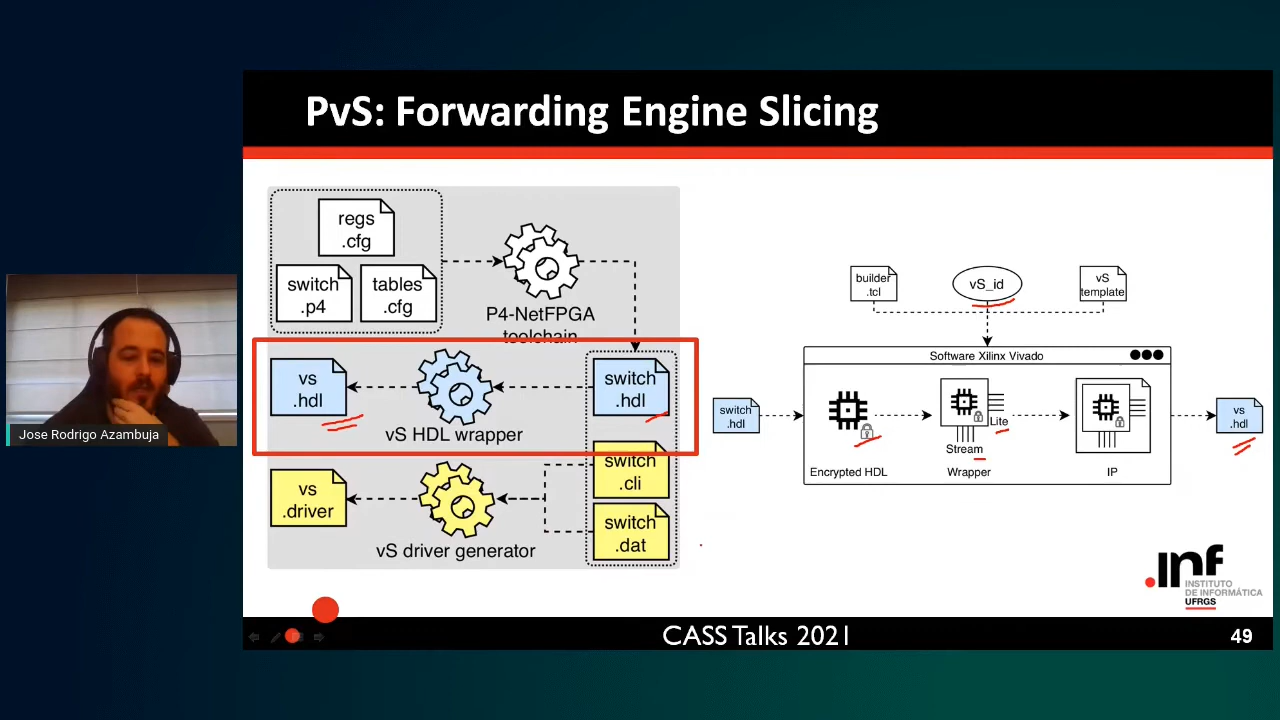 PvS: Forwarding Engine Slicing
regs
.cfg
switch
.p4
tables
.cfg
P4-NetFPGA
toolchain
vs
.hdl
vS HDL wrapper
switch
.hdl
switch
.cli
vs
.driver
vS driver generator
switch
.dat
builder
.tcl
vS_id
vS
template
Software Xilinx Vivado
switch
.hdl
Lite
Stream
Encrypted HDL
Wrapper
IP
vs
.hdl
Jose Rodrigo Azambuja
.inf
INSTITUTO
DE INFORMÁTICA
UFRGS
CASS Talks 2021
49